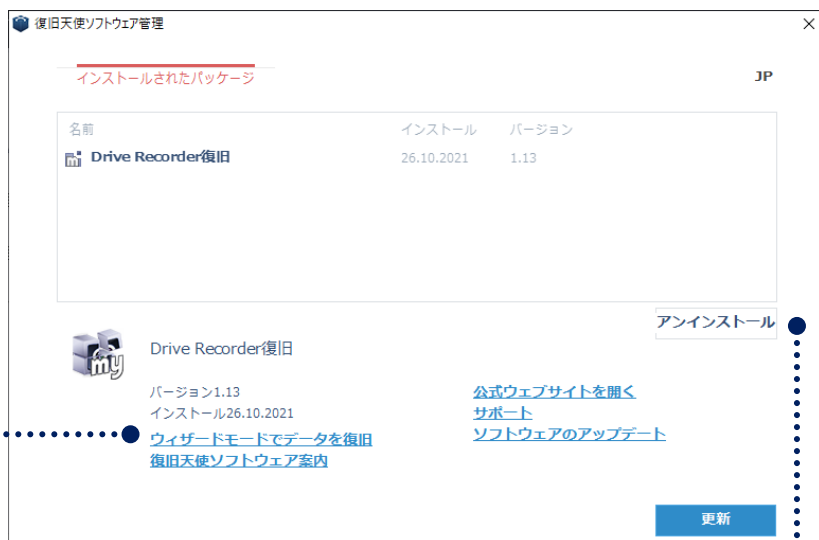 復旧天使ソフトウェア管理
インストールされたパッケージ
JP
名前 インストール バージョン
Drive Recorder復旧 26.10.2021 1.13
アンインストール
my
Drive Recorder復旧
バージョン1.13
インストール26.10.2021
ウィザードモードでデータを復旧
復旧天使ソフトウェア案内
公式ウェブサイトを開く
サポート
ソフトウェアのアップデート
更新